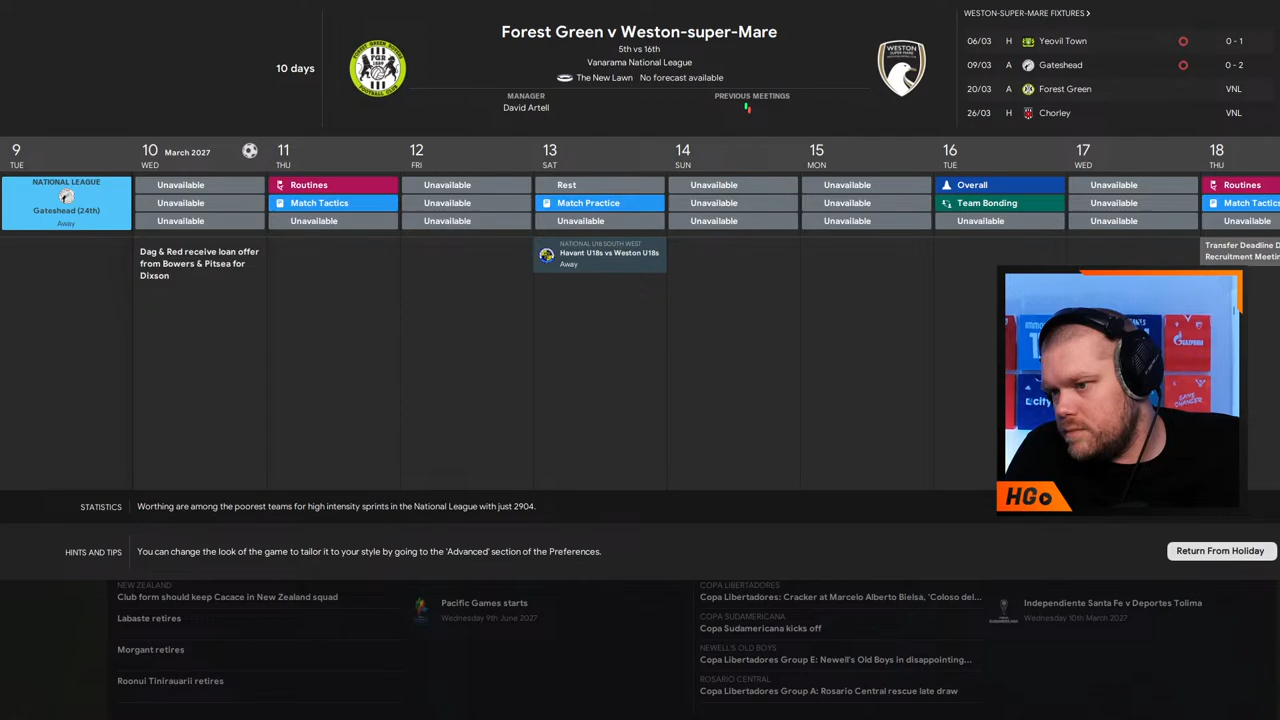 Forest Green v Weston-super-Mare
5th vs 16th
Vanarama National League
The New Lawn No forecast available
10 days
MANAGER
David Artell
PREVIOUS MEETINGS
WESTON-SUPER-MARE FIXTURES
06/03 H Yeovil Town 0 - 1
09/03 A Gateshead 0 - 2
20/03 A Forest Green VNL
26/03 H Chorley VNL
9 10 March 2027 11 12 13 14 15 16 17 18
TUE WED THU FRI SAT SUN MON TUE WED THU
NATIONAL LEAGUE
Gateshead (24th)
Away
Unavailable Routines Unavailable Rest Unavailable Unavailable Overall Unavailable Routines
Unavailable Match Tactics Unavailable Match Practice Unavailable Unavailable Team Bonding Unavailable Match Tactics
Unavailable Unavailable Unavailable Unavailable Unavailable Unavailable Unavailable Unavailable Unavailable
Dag & Red receive loan offer
from Bowers & Pitsea for
Dixson
NATIONAL U18 SOUTH WEST
Havant U18s vs Weston U18s
Away
Transfer Deadline D
Recruitment Meetin
HGo
STATISTICS Worthing are among the poorest teams for high intensity sprints in the National League with just 2904.
HINTS AND TIPS You can change the look of the game to tailor it to your style by going to the 'Advanced' section of the Preferences.
Return From Holiday
NEW ZEALAND
Club form should keep Cacace in New Zealand squad
Labaste retires
Morgant retires
Roonui Tinirauarii retires
Pacific Games starts
Wednesday 9th June 2027
COPA LIBERTADORES
Copa Libertadores: Cracker at Marcelo Alberto Bielsa, 'Coloso del...
COPA SUDAMERICANA
Copa Sudamericana kicks off
NEWELL'S OLD BOYS
Copa Libertadores Group E: Newell's Old Boys in disappointing...
ROSARIO CENTRAL
Copa Libertadores Group A: Rosario Central rescue late draw
Independiente Santa Fe v Deportes Tolima
Wednesday 10th March 2027